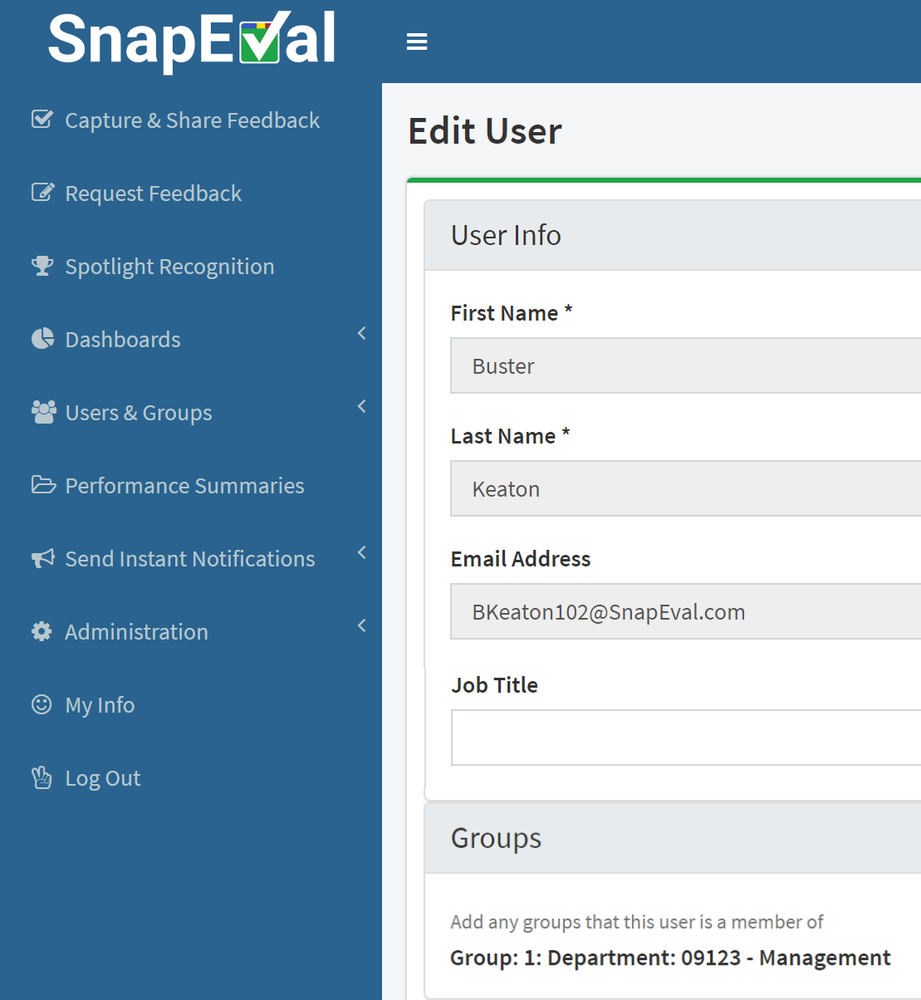 SnapEval
Capture & Share Feedback
Request Feedback
Spotlight Recognition
Dashboards
Users & Groups
Performance Summaries
Send Instant Notifications
Administration
My Info
Log Out
Edit User
User Info
First Name *
Buster
Last Name *
Keaton
Email Address
BKeaton102@SnapEval.com
Job Title
Groups
Add any groups that this user is a member of
Group: 1: Department: 09123 - Management